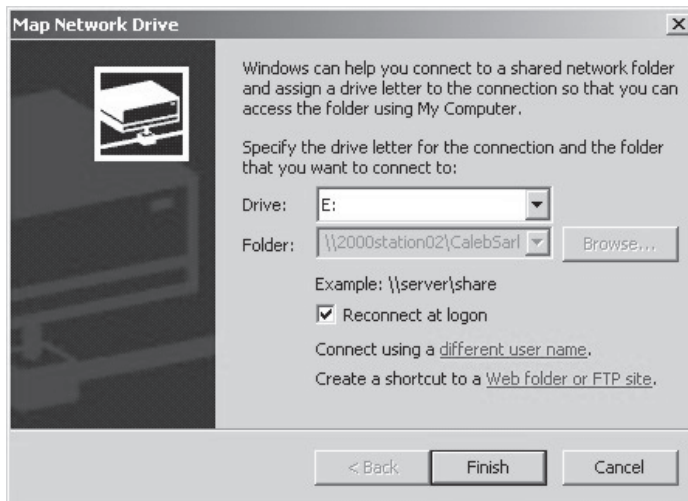 Map Network Drive
Windows can help you connect to a shared network folder
and assign a drive letter to the connection so that you can
access the folder using My Computer.
Specify the drive letter for the connection and the folder
that you want to connect to:
Drive: E:
Folder: \\2000station02\CalebSarl Browse...
Example: \\server\share
Reconnect at logon
Connect using a different user name.
Create a shortcut to a Web folder or FTP site.
< Back Finish Cancel